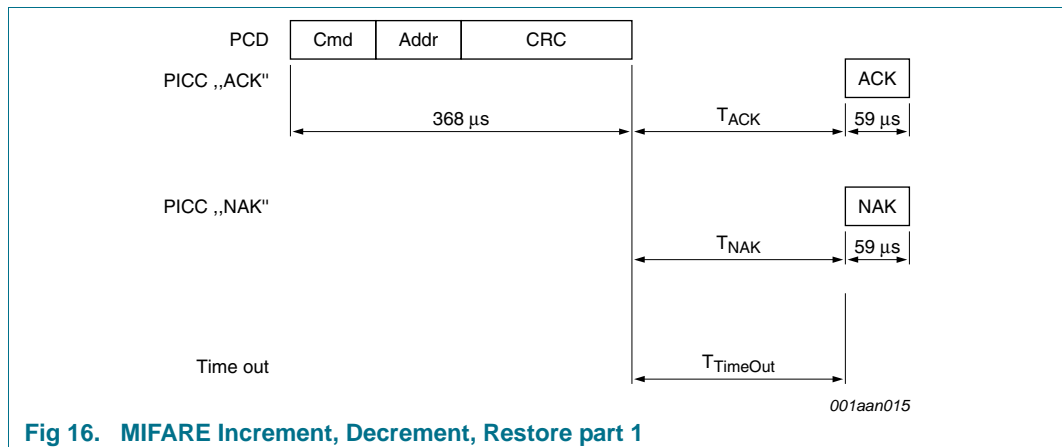 PCD Cmd Addr CRC
PICC ,,ACK" ACK
368 µs TACK 59 µs
PICC ,,NAK" NAK
TNAK 59 µs
Time out TTimeOut
001aan015
Fig 16. MIFARE Increment, Decrement, Restore part 1